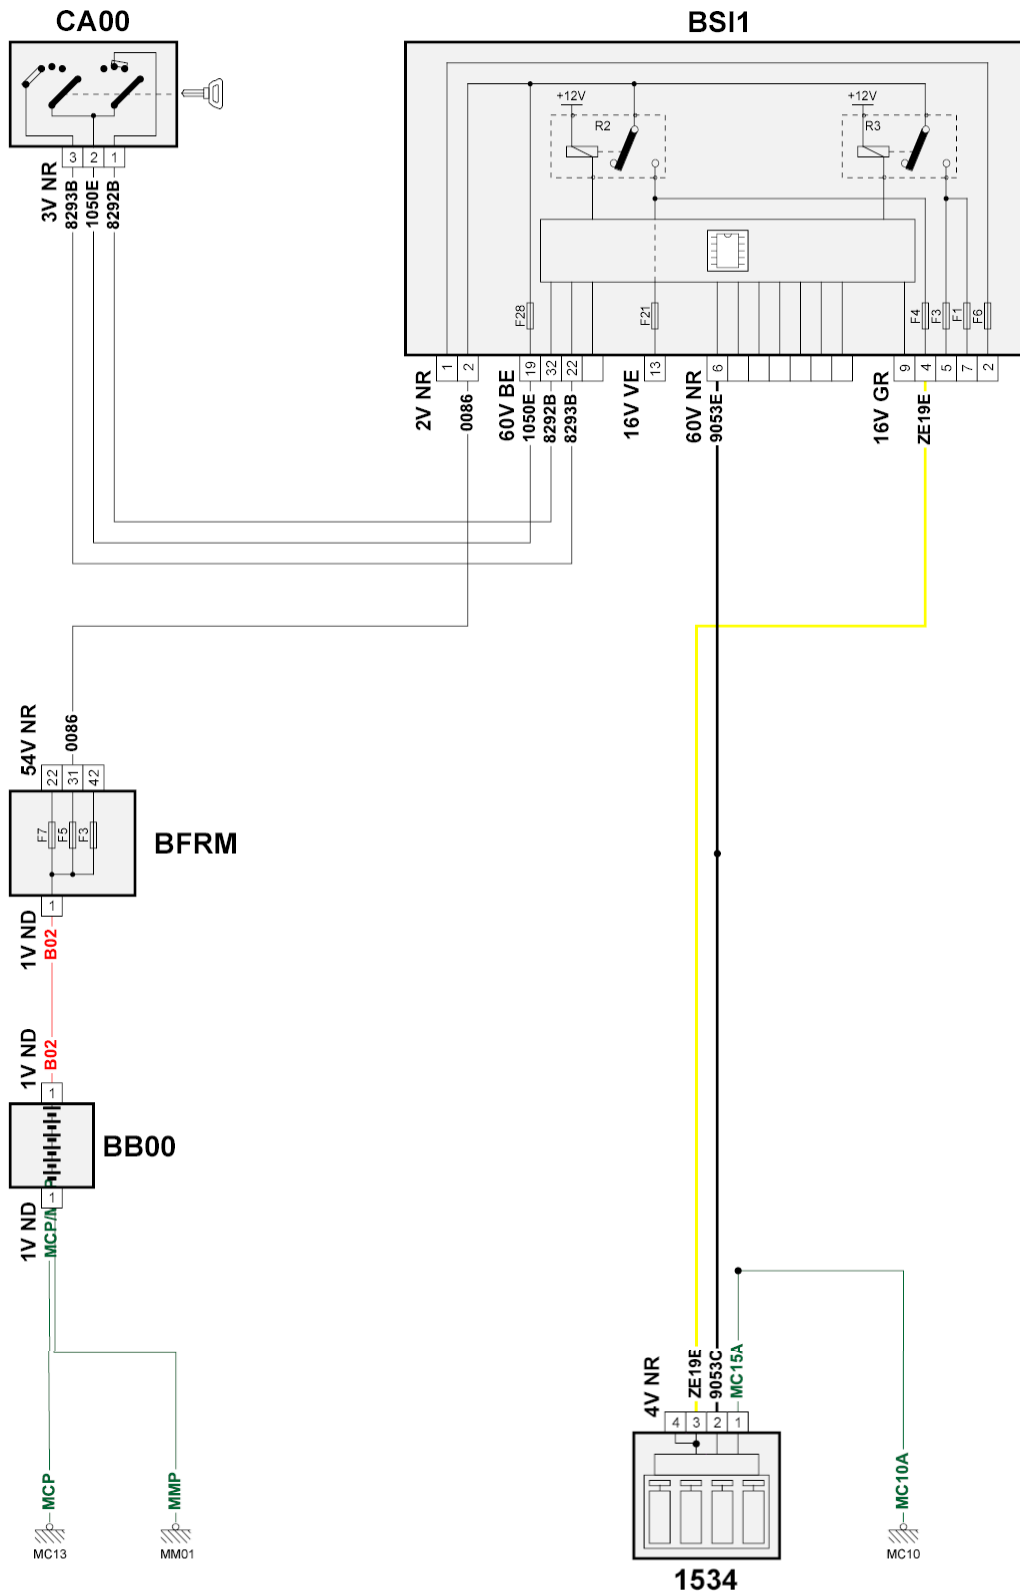 CA00
BSI1
+12V
+12V
R2
R3
3 2 1
3V NR
8293B
1050E
8292B
F28
F21
F4
F3
F1
F6
1 2
19 32 22
13
6
9 4 5 7 2
2V NR
0086
60V BE
1050E
8292B
8293B
16V VE
60V NR
9053E
16V GR
ZE19E
54V NR
0086
22 31 42
F7
F5
F3
BFRM
1
1V ND
B02
1V ND
B02
1
BB00
1
1V ND
MCP
MMP
MC13
MM01
4V NR
ZE19E
9053C
MC15A
4 3 2 1
1534
MC10A
MC10